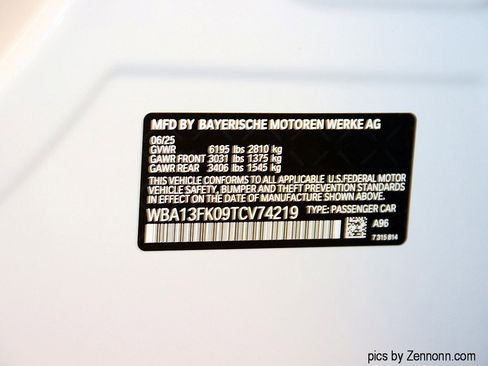 MFD BY BAYERISCHE MOTOREN WERKE AG
06/25
GVWR 6195 lbs 2810 kg
GAWR FRONT 3031 lbs 1375 kg
GAWR REAR 3406 lbs 1545 kg
THIS VEHICLE CONFORMS TO ALL APPLICABLE U.S.FEDERAL MOTOR
VEHICLE SAFETY, BUMPER AND THEFT PREVENTION STANDARDS
IN EFFECT ON THE DATE OF MANUFACTURE SHOWN ABOVE.
WBA13FK09TCV74219 TYPE: PASSENGER CAR
A96
7 315 814
pics by Zennonn.com